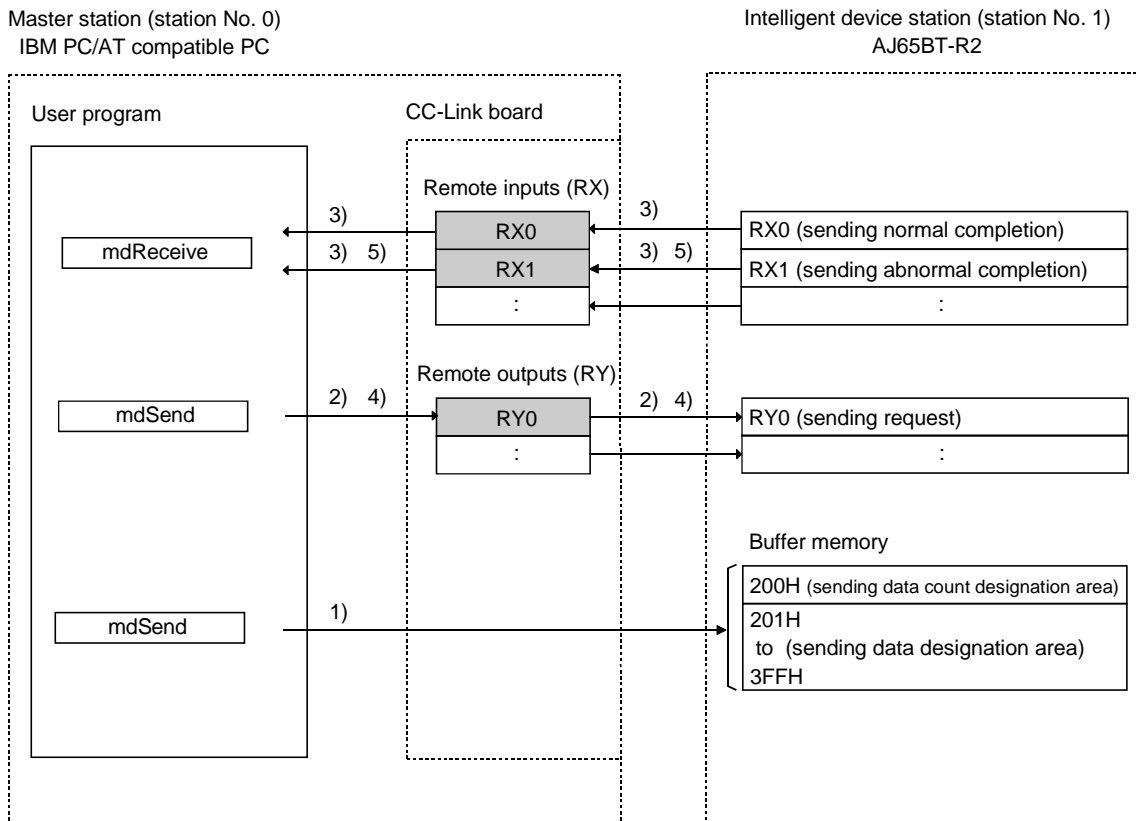 Master station (station No. 0)
IBM PC/AT compatible PC
Intelligent device station (station No. 1)
AJ65BT-R2
User program
CC-Link board
Remote inputs (RX)
3)
3)
mdReceive
RX0
RX0 (sending normal completion)
3) 5)
3) 5)
RX1
RX1 (sending abnormal completion)
:
:
Remote outputs (RY)
2) 4)
2) 4)
mdSend
RY0
RY0 (sending request)
:
:
Buffer memory
200H (sending data count designation area)
1)
mdSend
201H
to (sending data designation area)
3FFH